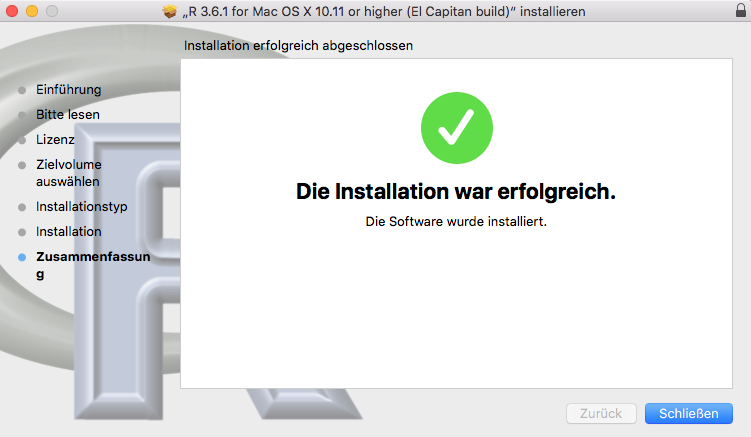 „R 3.6.1 for Mac OS X 10.11 or higher (El Capitan build)“ installieren
Installation erfolgreich abgeschlossen
Einführung
Bitte lesen
Lizenz
Zielvolume
auswählen
Installationstyp
Installation
Zusammenfassun
g
Die Installation war erfolgreich.
Die Software wurde installiert.
Zurück
Schließen